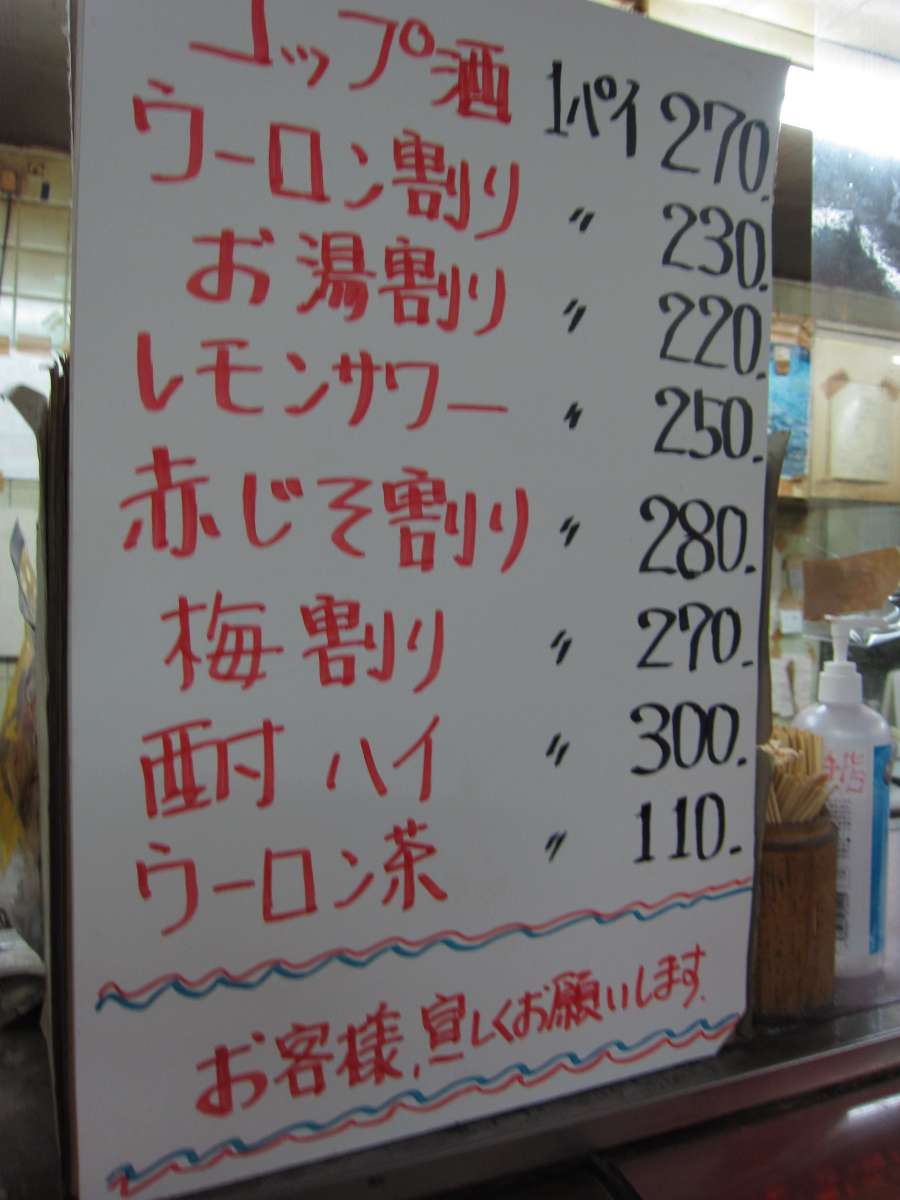 コップ酒 1パイ 270.
ウーロン割り 〃 230.
お湯割り 〃 220.
レモンサワー 〃 250.
赤じそ割り 〃 280.
梅割り 〃 270.
酎ハイ 〃 300.
ウーロン茶 〃 110.
お客様、宜しくお願いします.
手指